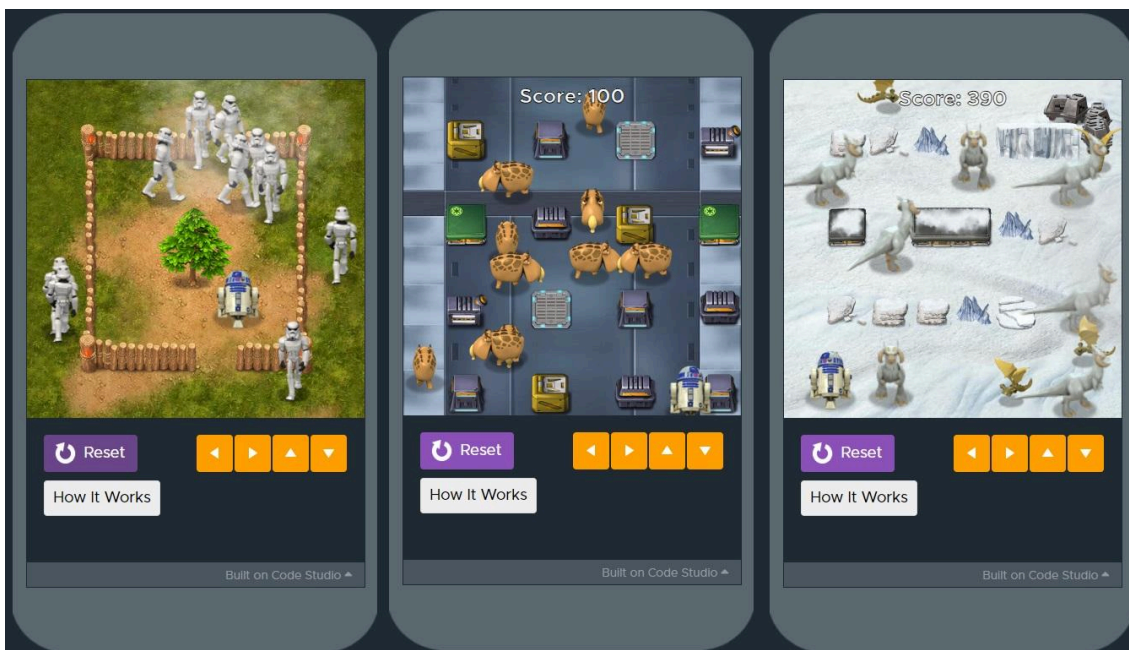 Reset
How It Works
Built on Code Studio
Score: 100
Reset
How It Works
Built on Code Studio
Score: 390
Reset
How It Works
Built on Code Studio